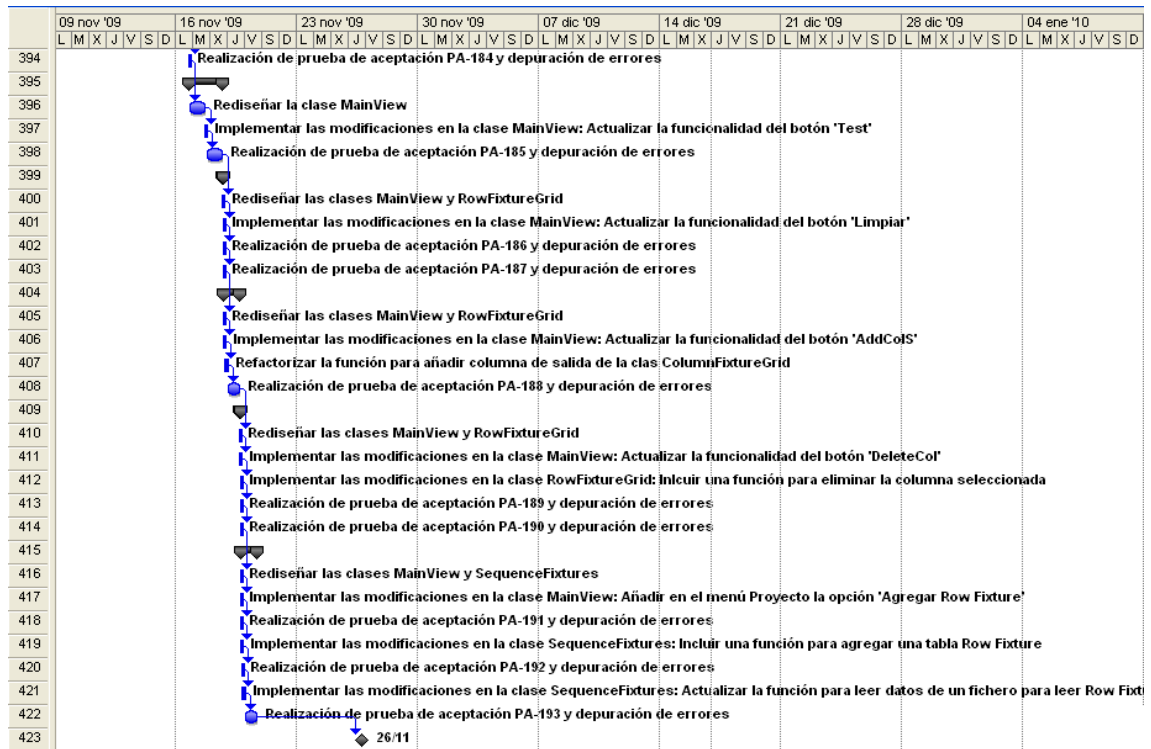 09 nov '09 16 nov '09 23 nov '09 30 nov '09 07 dic '09 14 dic '09 21 dic '09 28 dic '09 04 ene '10
L M X J V S D L M X J V S D L M X J V S D L M X J V S D L M X J V S D L M X J V S D L M X J V S D L M X J V S D L M X J V S D
394 Realización de prueba de aceptación PA-184 y depuración de errores
395
396 Rediseñar la clase MainView
397 Implementar las modificaciones en la clase MainView: Actualizar la funcionalidad del botón 'Test'
398 Realización de prueba de aceptación PA-185 y depuración de errores
399
400 Rediseñar las clases MainView y RowFixtureGrid
401 Implementar las modificaciones en la clase MainView: Actualizar la funcionalidad del botón 'Limpiar'
402 Realización de prueba de aceptación PA-186 y depuración de errores
403 Realización de prueba de aceptación PA-187 y depuración de errores
404
405 Rediseñar las clases MainView y RowFixtureGrid
406 Implementar las modificaciones en la clase MainView: Actualizar la funcionalidad del botón 'AddColS'
407 Refactorizar la función para añadir columna de salida de la clas ColumnFixtureGrid
408 Realización de prueba de aceptación PA-188 y depuración de errores
409
410 Rediseñar las clases MainView y RowFixtureGrid
411 Implementar las modificaciones en la clase MainView: Actualizar la funcionalidad del botón 'DeleteCol'
412 Implementar las modificaciones en la clase RowFixtureGrid: Inlcuir una función para eliminar la columna seleccionada
413 Realización de prueba de aceptación PA-189 y depuración de errores
414 Realización de prueba de aceptación PA-190 y depuración de errores
415
416 Rediseñar las clases MainView y SequenceFixtures
417 Implementar las modificaciones en la clase MainView: Añadir en el menú Proyecto la opción 'Agregar Row Fixture'
418 Realización de prueba de aceptación PA-191 y depuración de errores
419 Implementar las modificaciones en la clase SequenceFixtures: Incluir una función para agregar una tabla Row Fixture
420 Realización de prueba de aceptación PA-192 y depuración de errores
421 Implementar las modificaciones en la clase SequenceFixtures: Actualizar la función para leer datos de un fichero para leer Row Fixt
422 Realización de prueba de aceptación PA-193 y depuración de errores
423 26/11